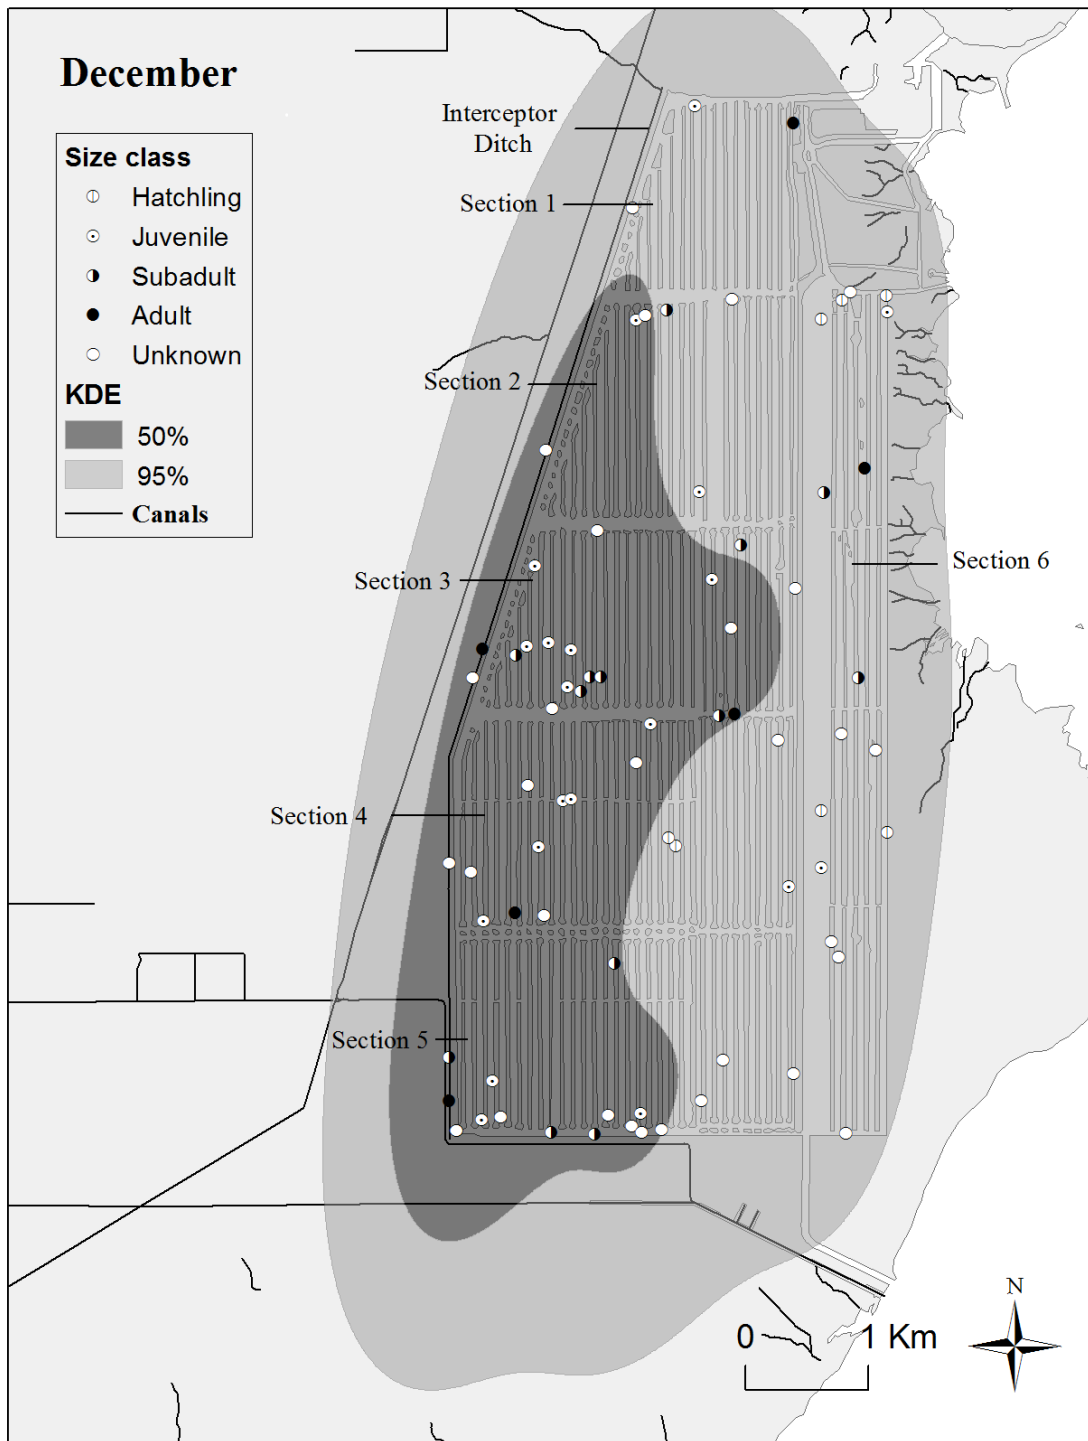 December
Size class
Hatchling
Juvenile
Subadult
Adult
Unknown
KDE
50%
95%
Canals
Interceptor
Ditch
Section 1
Section 2
Section 3
Section 6
Section 4
Section 5
N
0 1 Km